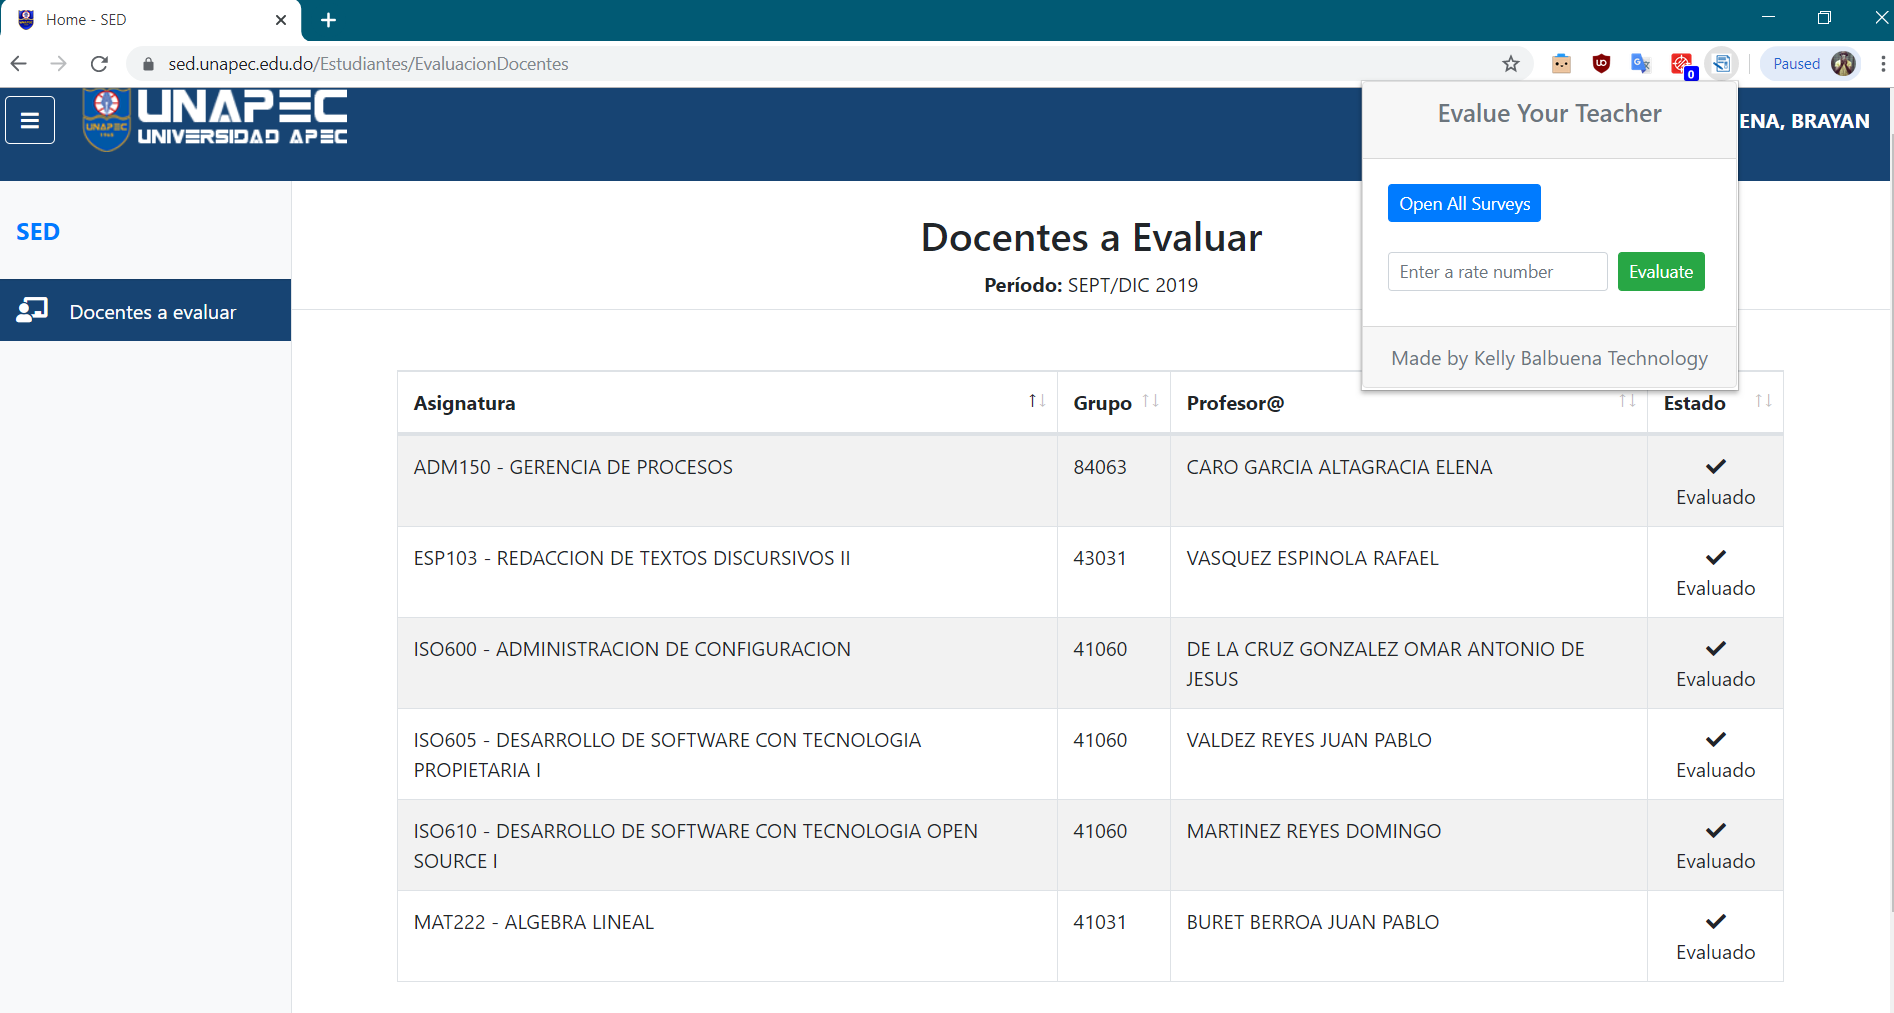 Home - SED
sed.unapec.edu.do/Estudiantes/EvaluacionDocentes
0
Paused
UNAPEC
UNIVERSIDAD APEC
UNAPEC
ENA, BRAYAN
Evalue Your Teacher
Open All Surveys
Enter a rate number
Evaluate
Made by Kelly Balbuena Technology
SED
Docentes a evaluar
Docentes a Evaluar
Período: SEPT/DIC 2019
Asignatura Grupo Profesor@ Estado
ADM150 - GERENCIA DE PROCESOS 84063 CARO GARCIA ALTAGRACIA ELENA
Evaluado
ESP103 - REDACCION DE TEXTOS DISCURSIVOS II 43031 VASQUEZ ESPINOLA RAFAEL
Evaluado
ISO600 - ADMINISTRACION DE CONFIGURACION 41060 DE LA CRUZ GONZALEZ OMAR ANTONIO DE
JESUS Evaluado
ISO605 - DESARROLLO DE SOFTWARE CON TECNOLOGIA 41060 VALDEZ REYES JUAN PABLO
PROPIETARIA I Evaluado
ISO610 - DESARROLLO DE SOFTWARE CON TECNOLOGIA OPEN 41060 MARTINEZ REYES DOMINGO
SOURCE I Evaluado
MAT222 - ALGEBRA LINEAL 41031 BURET BERROA JUAN PABLO
Evaluado